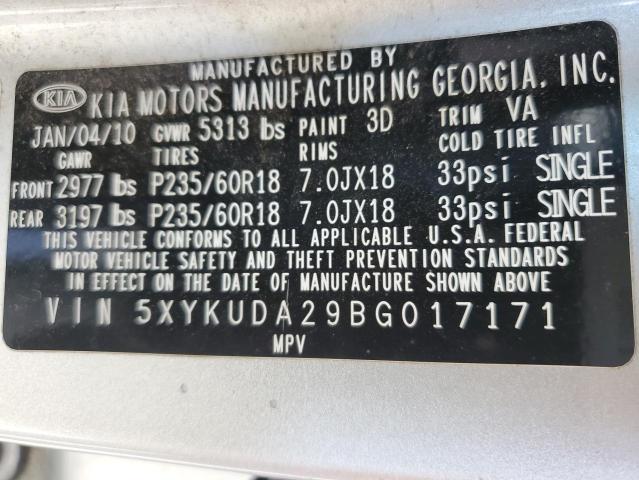 MANUFACTURED BY
KIA KIA MOTORS MANUFACTURING GEORGIA, INC.
JAN/04/10 GVWR 5313 lbs PAINT 3D TRIM VA
GAWR TIRES RIMS COLD TIRE INFL
FRONT 2977 lbs P235/60R18 7.0JX18 33psi SINGLE
REAR 3197 lbs P235/60R18 7.0JX18 33psi SINGLE
THIS VEHICLE CONFORMS TO ALL APPLICABLE U.S.A. FEDERAL
MOTOR VEHICLE SAFETY AND THEFT PREVENTION STANDARDS
IN EFFECT ON THE DATE OF MANUFACTURE SHOWN ABOVE
VIN 5XYKUDA29BG017171
MPV